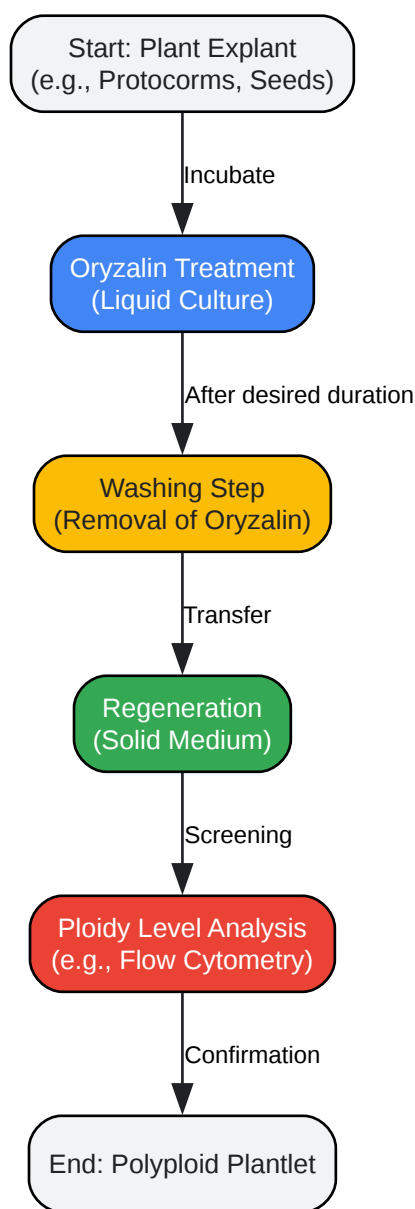 Start: Plant Explant
(e.g., Protocorms, Seeds)
Incubate
Oryzalin Treatment
(Liquid Culture)
After desired duration
Washing Step
(Removal of Oryzalin)
Transfer
Regeneration
(Solid Medium)
Screening
Ploidy Level Analysis
(e.g., Flow Cytometry)
Confirmation
End: Polyploid Plantlet